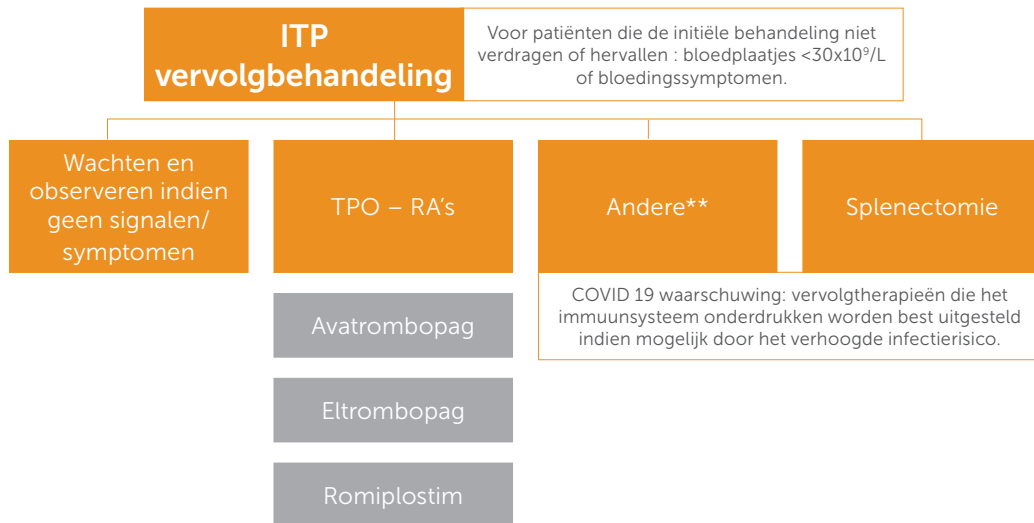 ITP
vervolgbehandeling
Voor patiënten die de initiële behandeling niet
verdragen of hervallen : bloedplaatjes <30x10⁹/L
of bloedingssymptomen.
Wachten en
observeren indien
geen signalen/
symptomen
TPO – RA’s
Andere**
Splenectomie
COVID 19 waarschuwing: vervolgtherapieën die het
immuunsysteem onderdrukken worden best uitgesteld
indien mogelijk door het verhoogde infectierisico.
Avatrombopag
Eltrombopag
Romiplostim